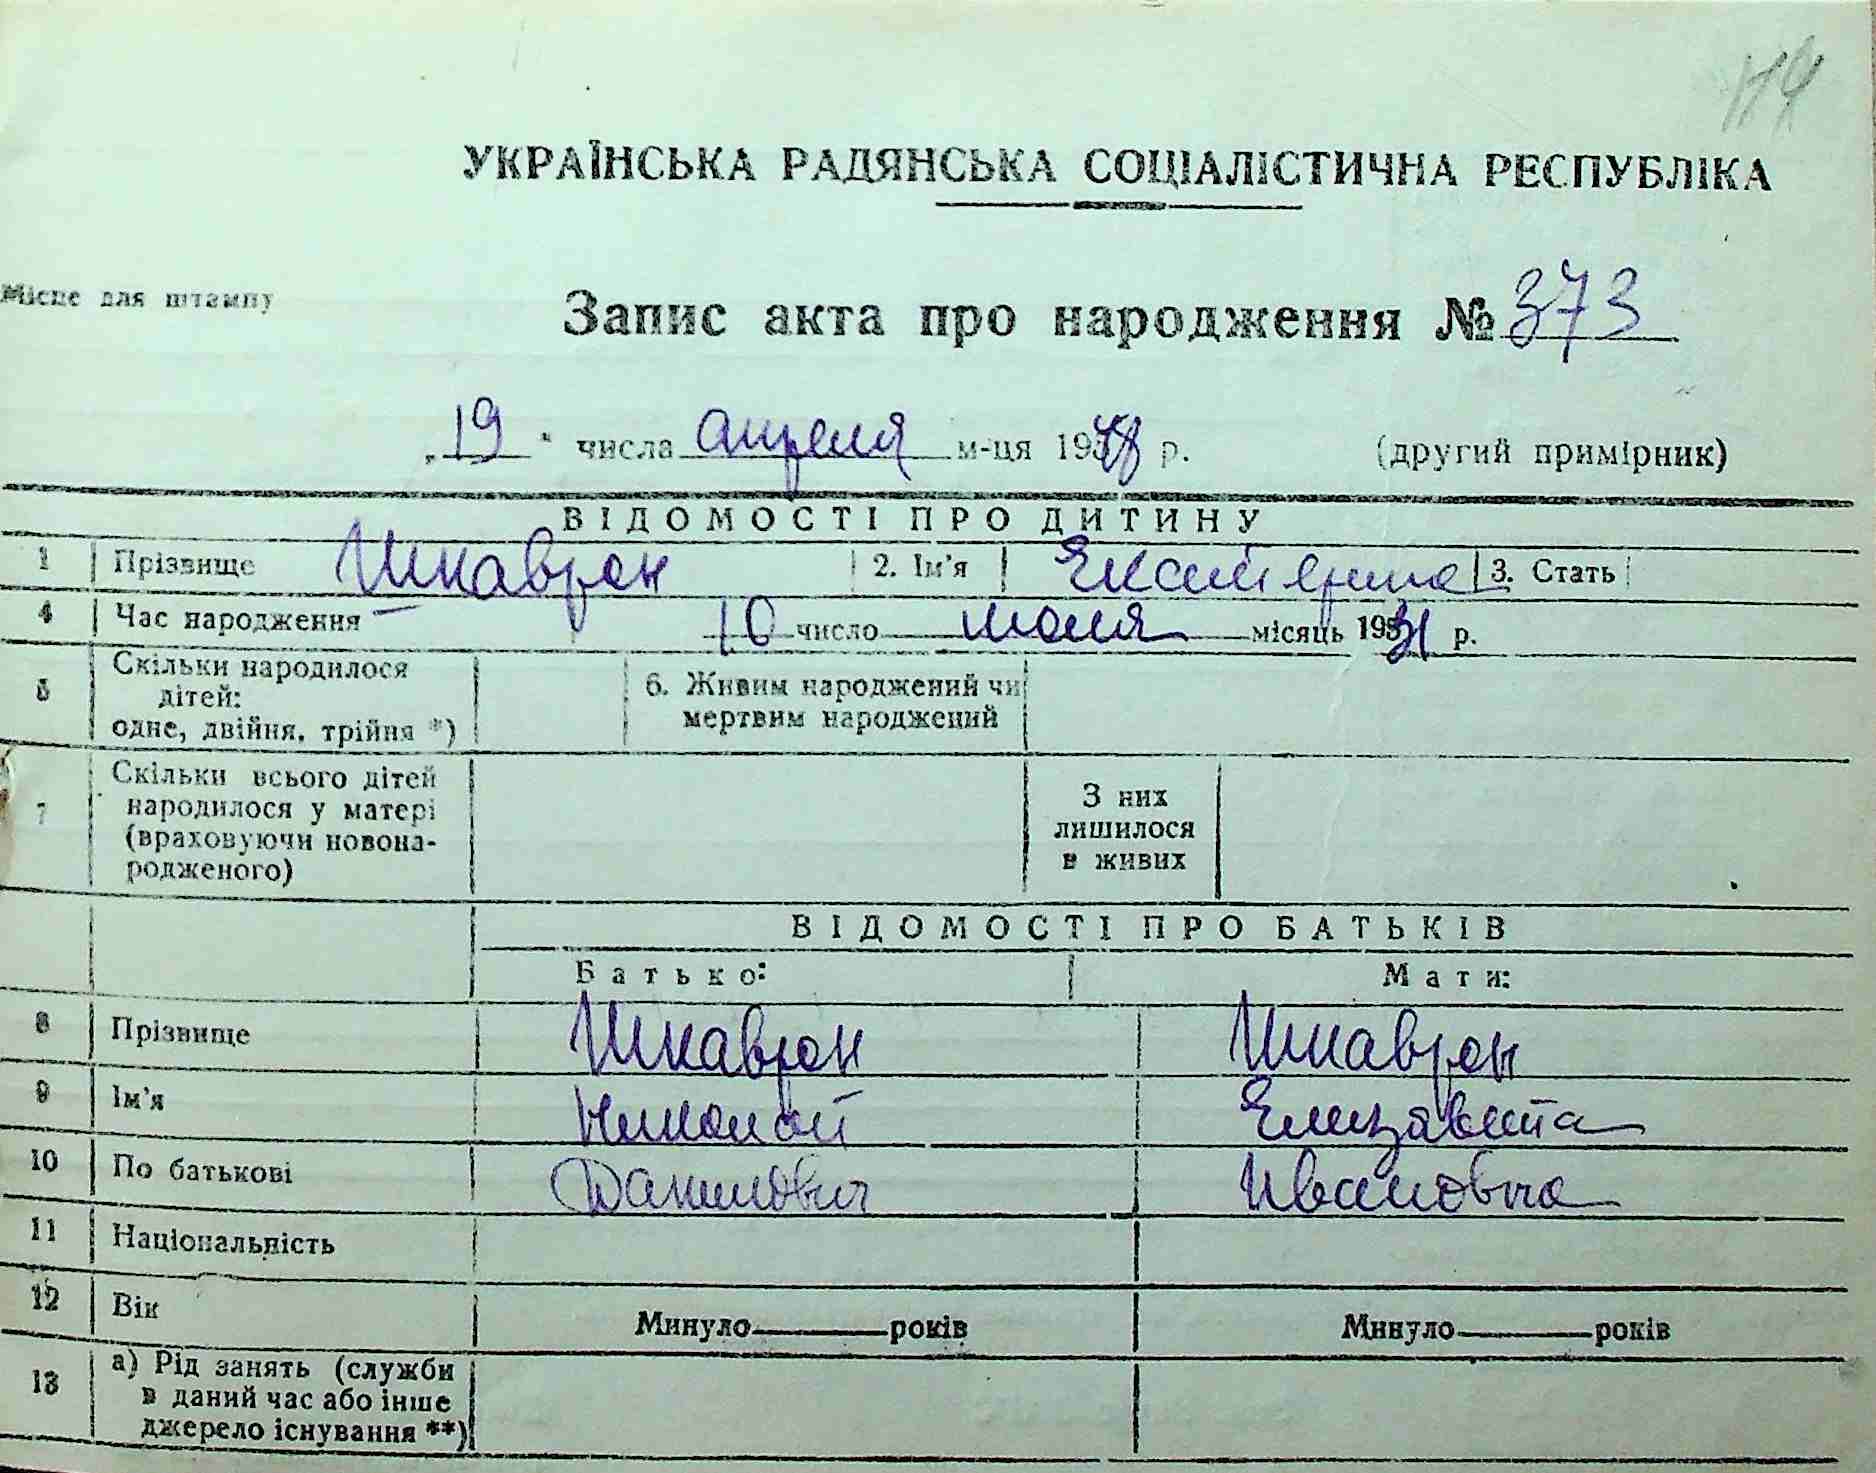 УКРАЇНСЬКА РАДЯНСЬКА СОЦІАЛІСТИЧНА РЕСПУБЛІКА
Місце для штампу
Запис акта про народження № 373
„19“ числа апреля м-ця 1948 р. (другий примірник)
ВІДОМОСТІ ПРО ДИТИНУ
1 Прізвище Шкаврон 2. Ім’я Екатерина 3. Стать
4 Час народження 10 число июля місяць 1931 р.
5 Скільки народилося дітей: одне, двійня, трійня *) 6. Живим народжений чи мертвим народжений
7 Скільки всього дітей народилося у матері (враховуючи новонародженого) З них лишилося в живих
ВІДОМОСТІ ПРО БАТЬКІВ
Батько: Мати:
8 Прізвище Шкаврон Шкаврон
9 Ім’я Николай Елизавета
10 По батькові Данилович Ивановна
11 Національність
12 Вік Минуло років Минуло років
13 а) Рід занять (служби в даний час або інше джерело існування **)